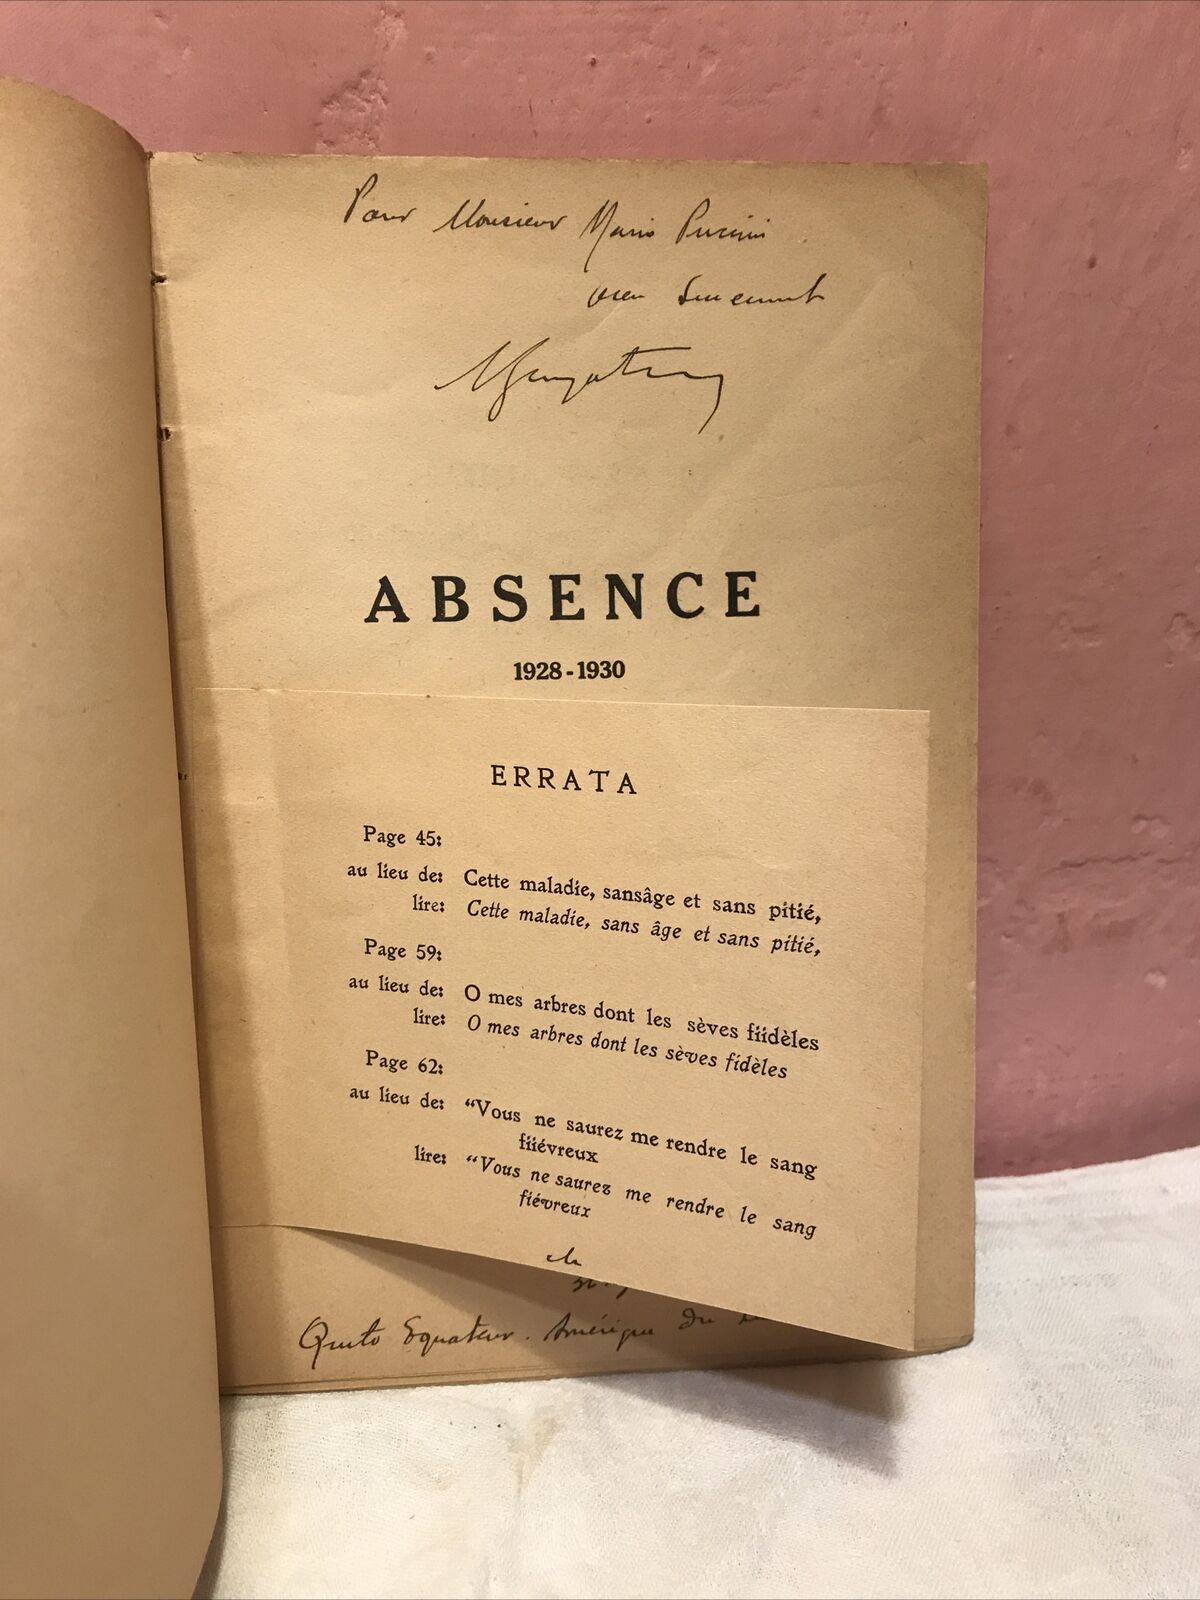 Pour Monsieur Mario Puccini
bien sincèrement
ABSENCE
1928-1930
ERRATA
Page 45:
au lieu de: Cette maladie, sansâge et sans pitié,
lire: Cette maladie, sans âge et sans pitié,
Page 59:
au lieu de: O mes arbres dont les sèves fiidèles
lire: O mes arbres dont les sèves fidèles
Page 62:
au lieu de: "Vous ne saurez me rendre le sang
fiiévreux
lire: "Vous ne saurez me rendre le sang
fiévreux
Quito Equateur. Amérique du